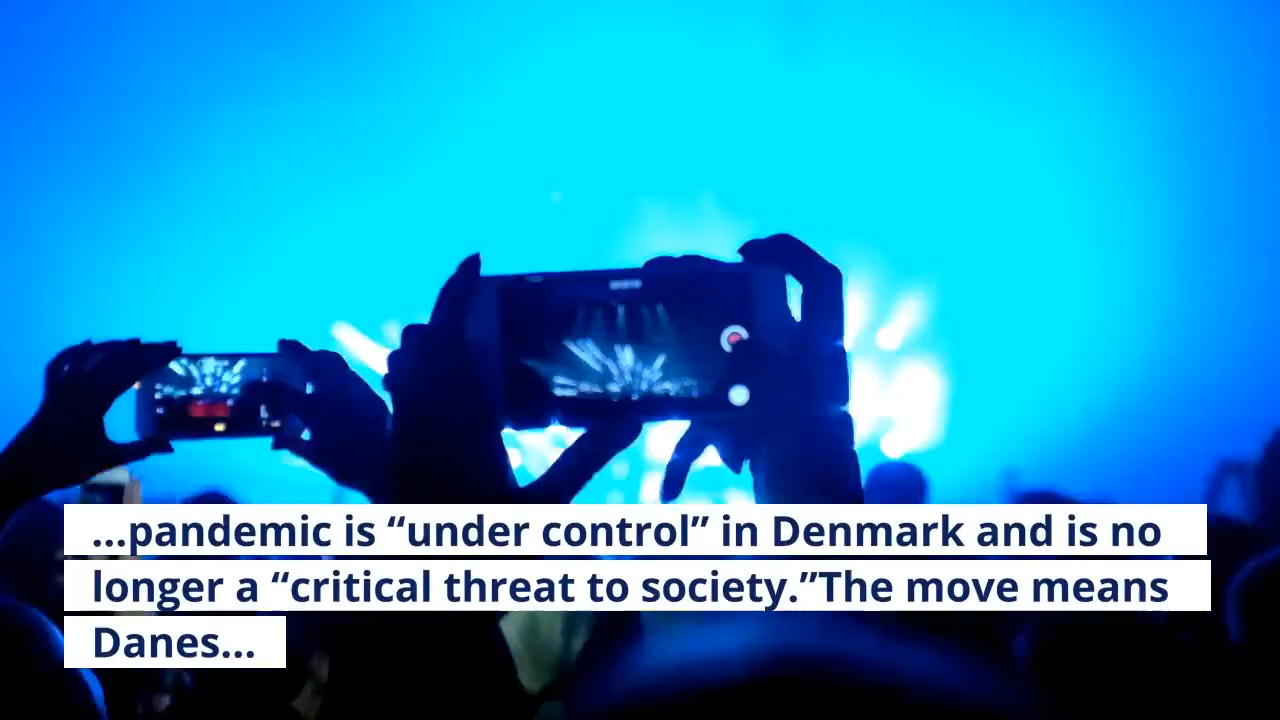 ...pandemic is “under control” in Denmark and is no
longer a “critical threat to society.”The move means
Danes...